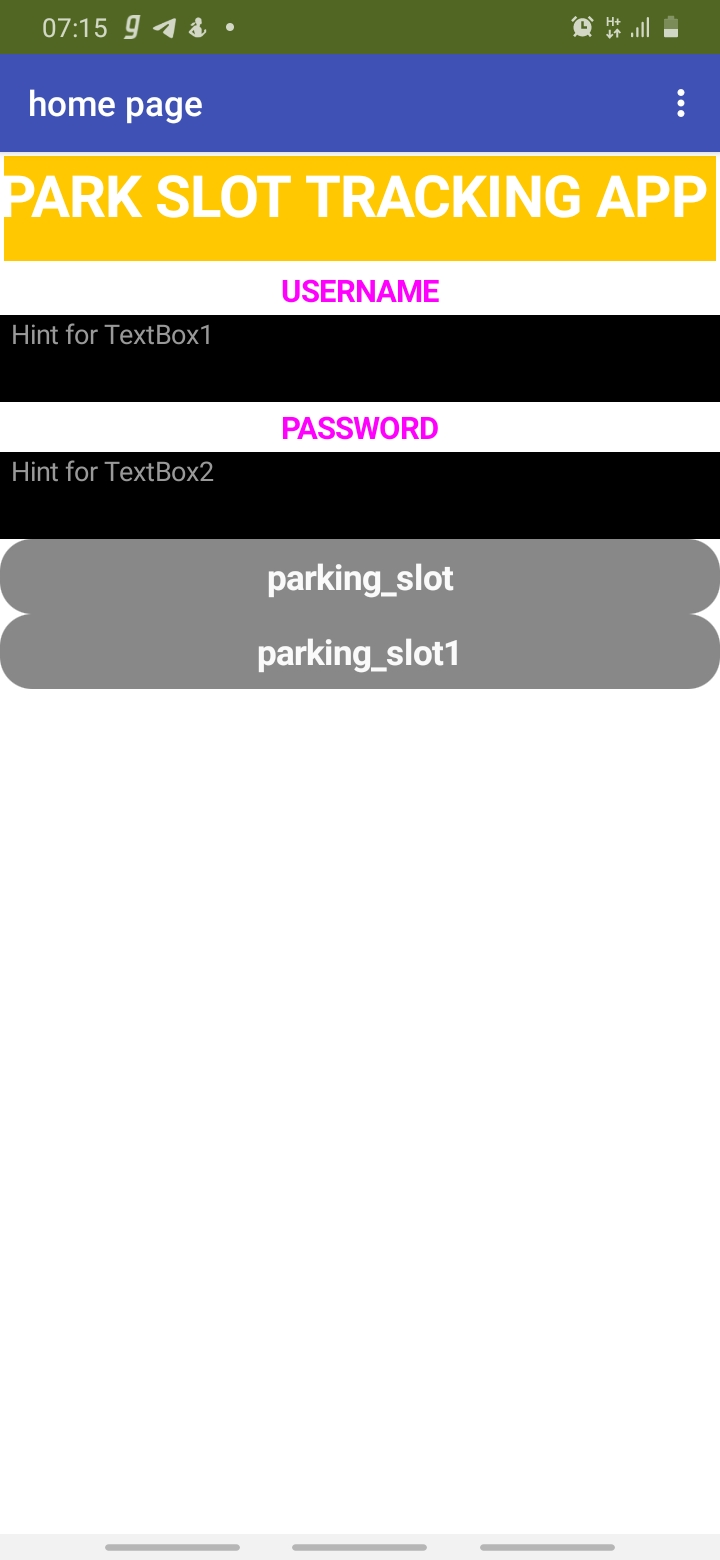 07:15
H+
home page
PARK SLOT TRACKING APP
USERNAME
Hint for TextBox1
PASSWORD
Hint for TextBox2
parking_slot
parking_slot1